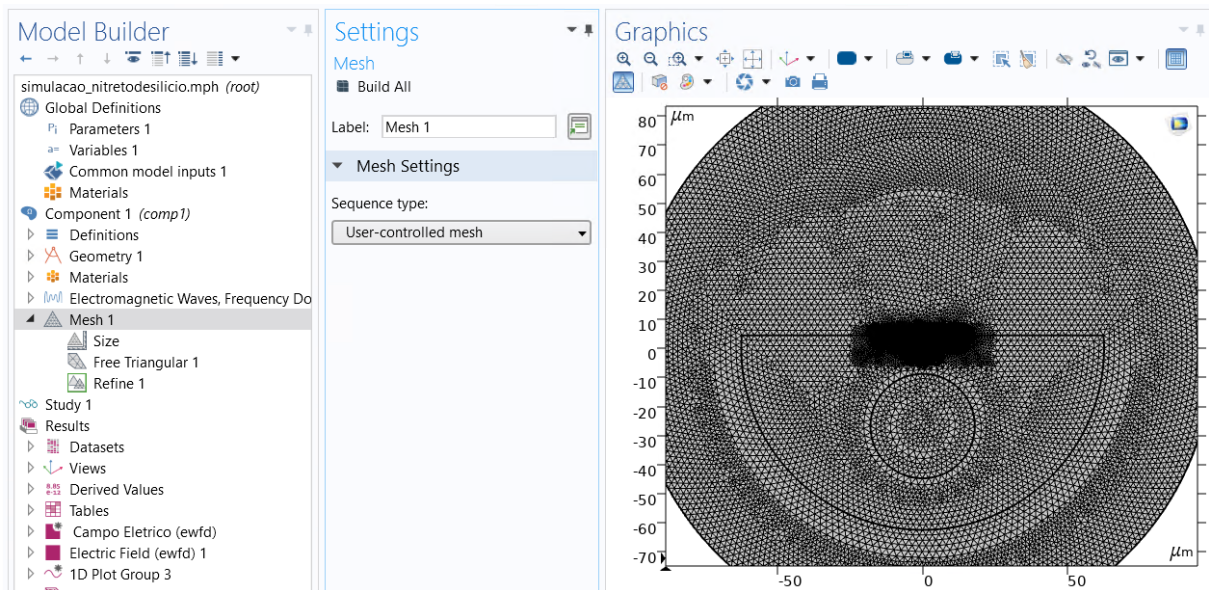 Model Builder
simulacao_nitretodesilicio.mph (root)
Global Definitions
Pi Parameters 1
a= Variables 1
Common model inputs 1
Materials
Component 1 (comp1)
Definitions
Geometry 1
Materials
Electromagnetic Waves, Frequency Do
Mesh 1
Size
Free Triangular 1
Refine 1
Study 1
Results
Datasets
Views
8.85
e-12
Derived Values
Tables
Campo Eletrico (ewfd)
Electric Field (ewfd) 1
1D Plot Group 3
Settings
Mesh
Build All
Label: Mesh 1
Mesh Settings
Sequence type:
User-controlled mesh
Graphics
μm
80
70
60
50
40
30
20
10
0
-10
-20
-30
-40
-50
-60
-70
μm
-50 0 50